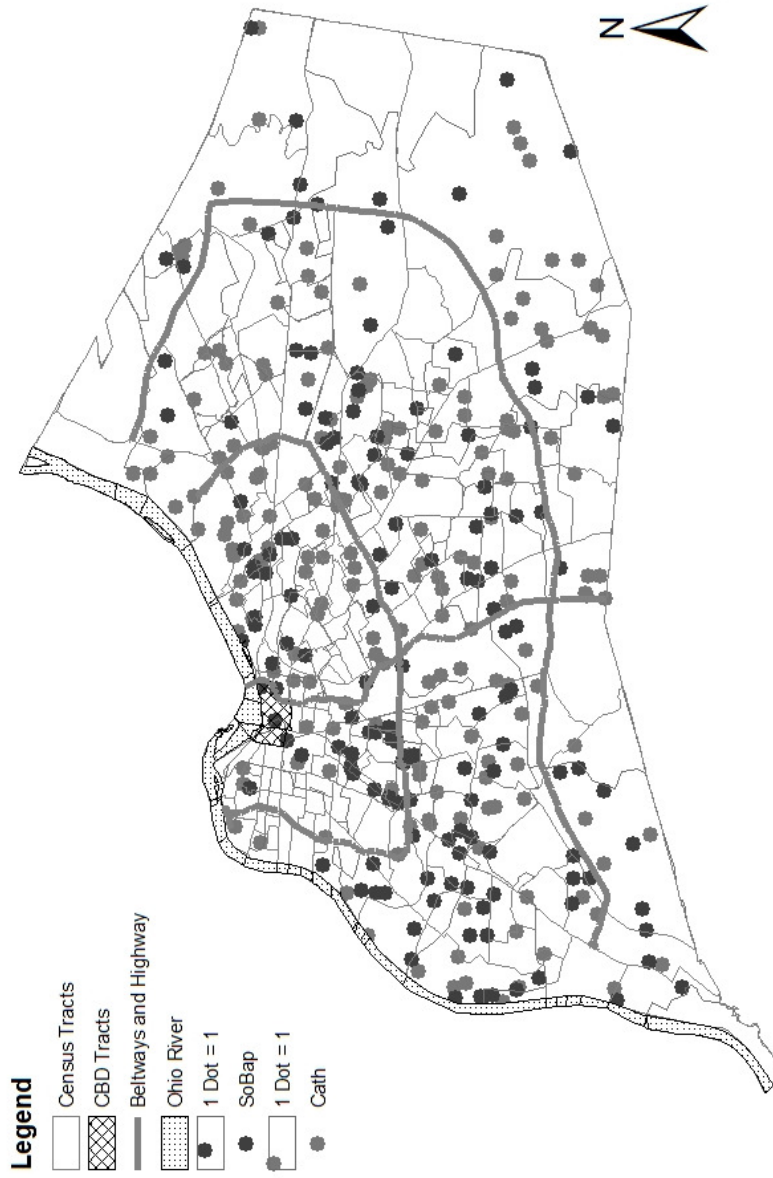 Legend
Census Tracts
CBD Tracts
Beltways and Highway
Ohio River
1 Dot = 1
SoBap
1 Dot = 1
Cath
N